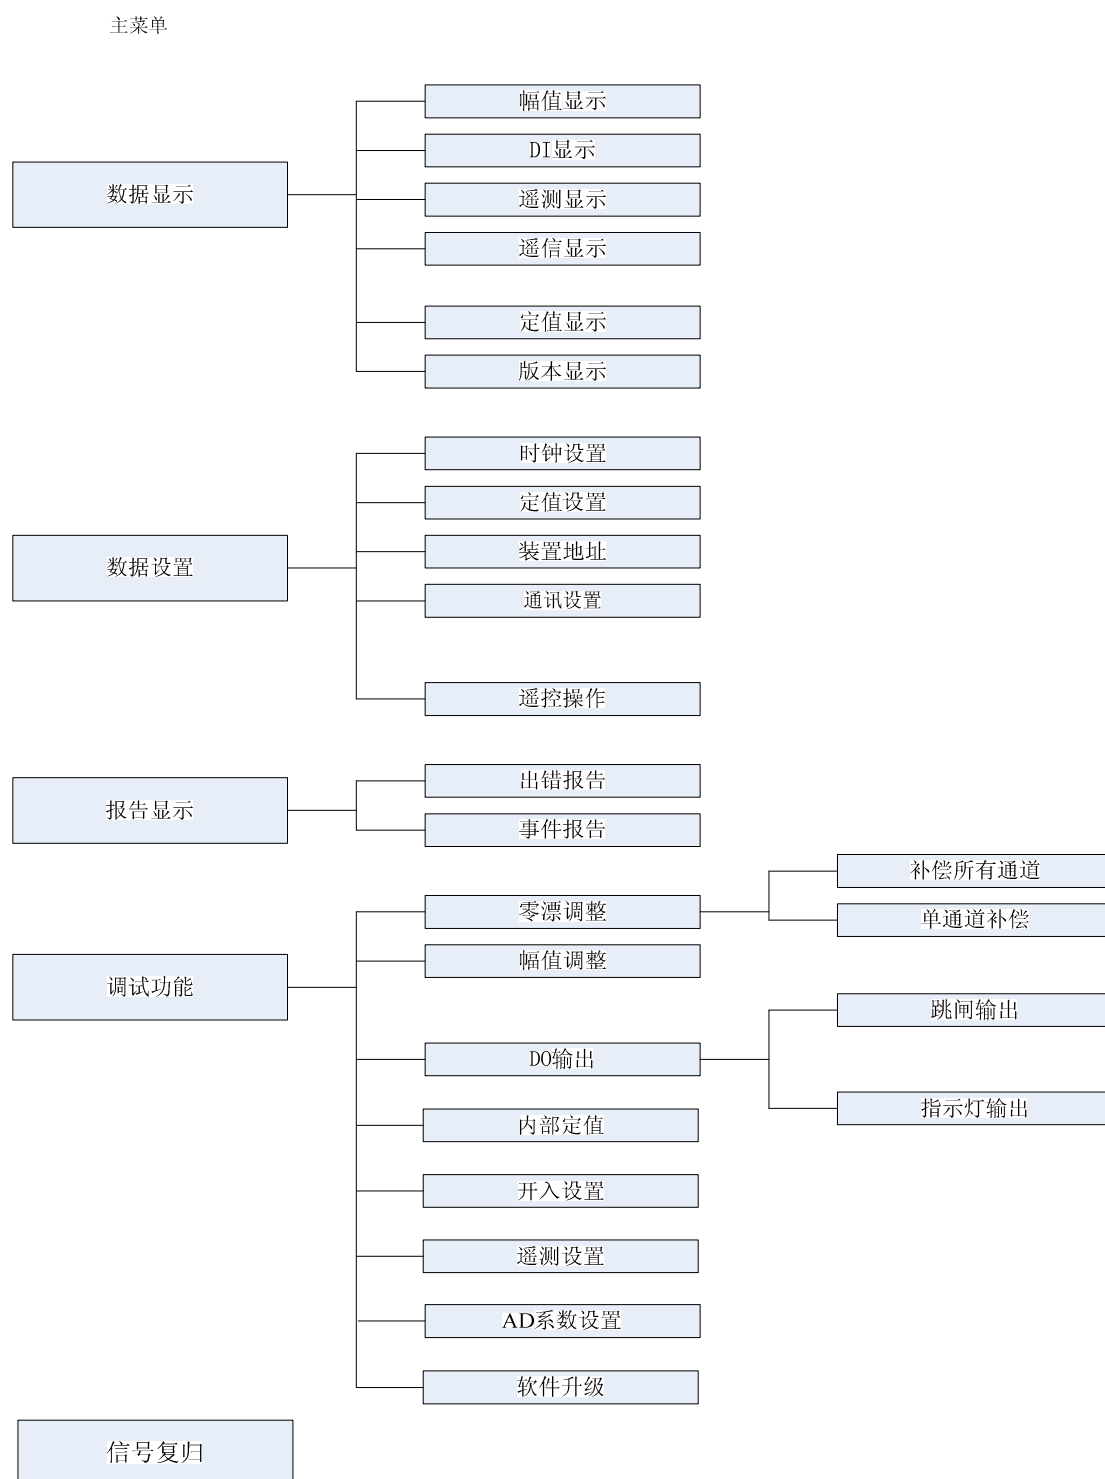 主菜单
数据显示
幅值显示
DI显示
遥测显示
遥信显示
定值显示
版本显示
数据设置
时钟设置
定值设置
装置地址
通讯设置
遥控操作
报告显示
出错报告
事件报告
调试功能
零漂调整
补偿所有通道
单通道补偿
幅值调整
DO输出
跳闸输出
指示灯输出
内部定值
开入设置
遥测设置
AD系数设置
软件升级
信号复归